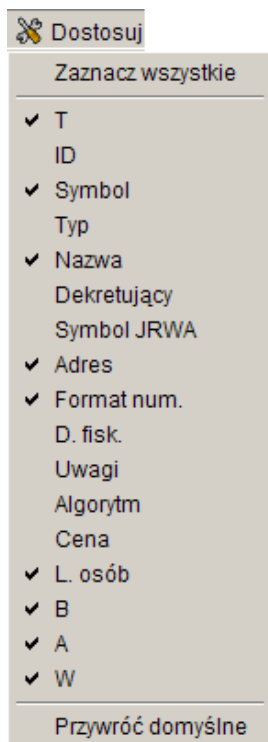 Dostosuj
Zaznacz wszystkie
T
ID
Symbol
Typ
Nazwa
Dekretujący
Symbol JRWA
Adres
Format num.
D. fisk.
Uwagi
Algorytm
Cena
L. osób
B
A
W
Przywróć domyślne